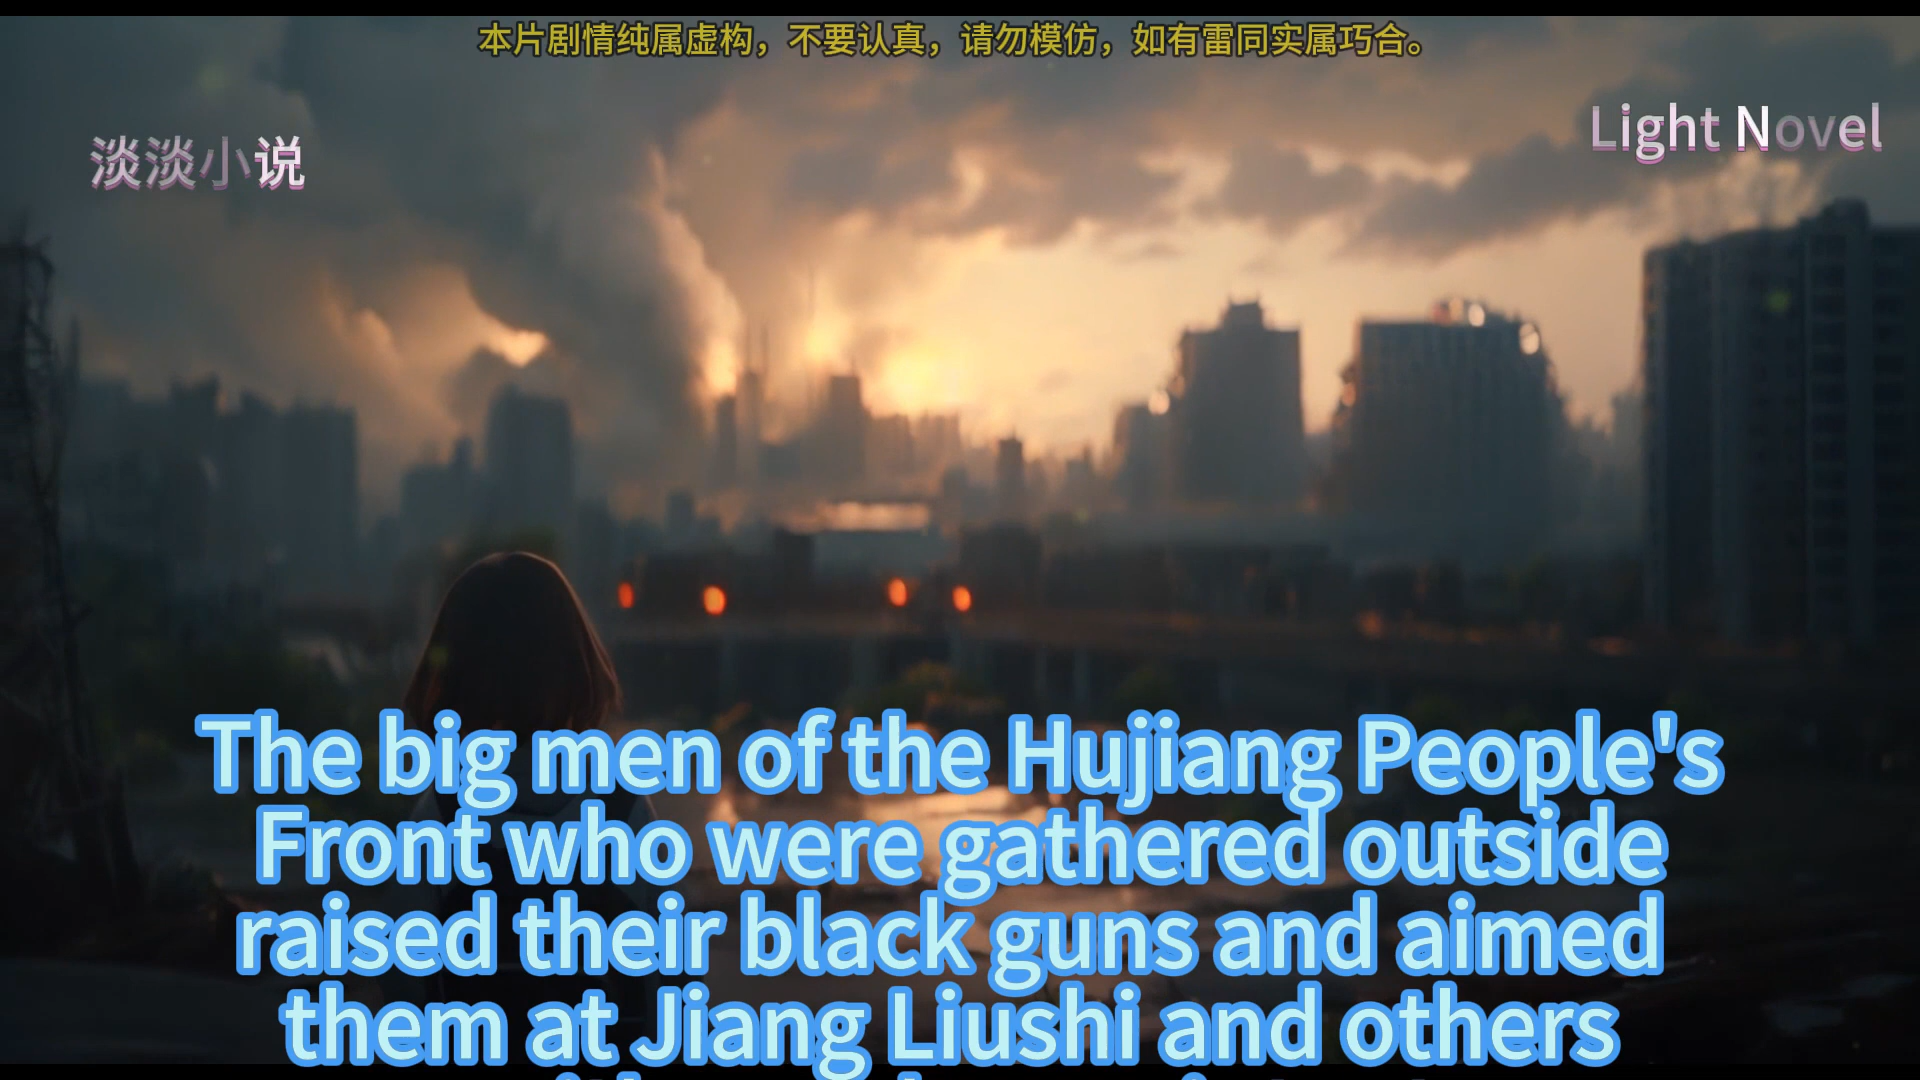 本片剧情纯属虚构，不要认真，请勿模仿，如有雷同实属巧合。
淡淡小说
Light Novel
The big men of the Hujiang People's
Front who were gathered outside
raised their black guns and aimed
them at Jiang Liushi and others